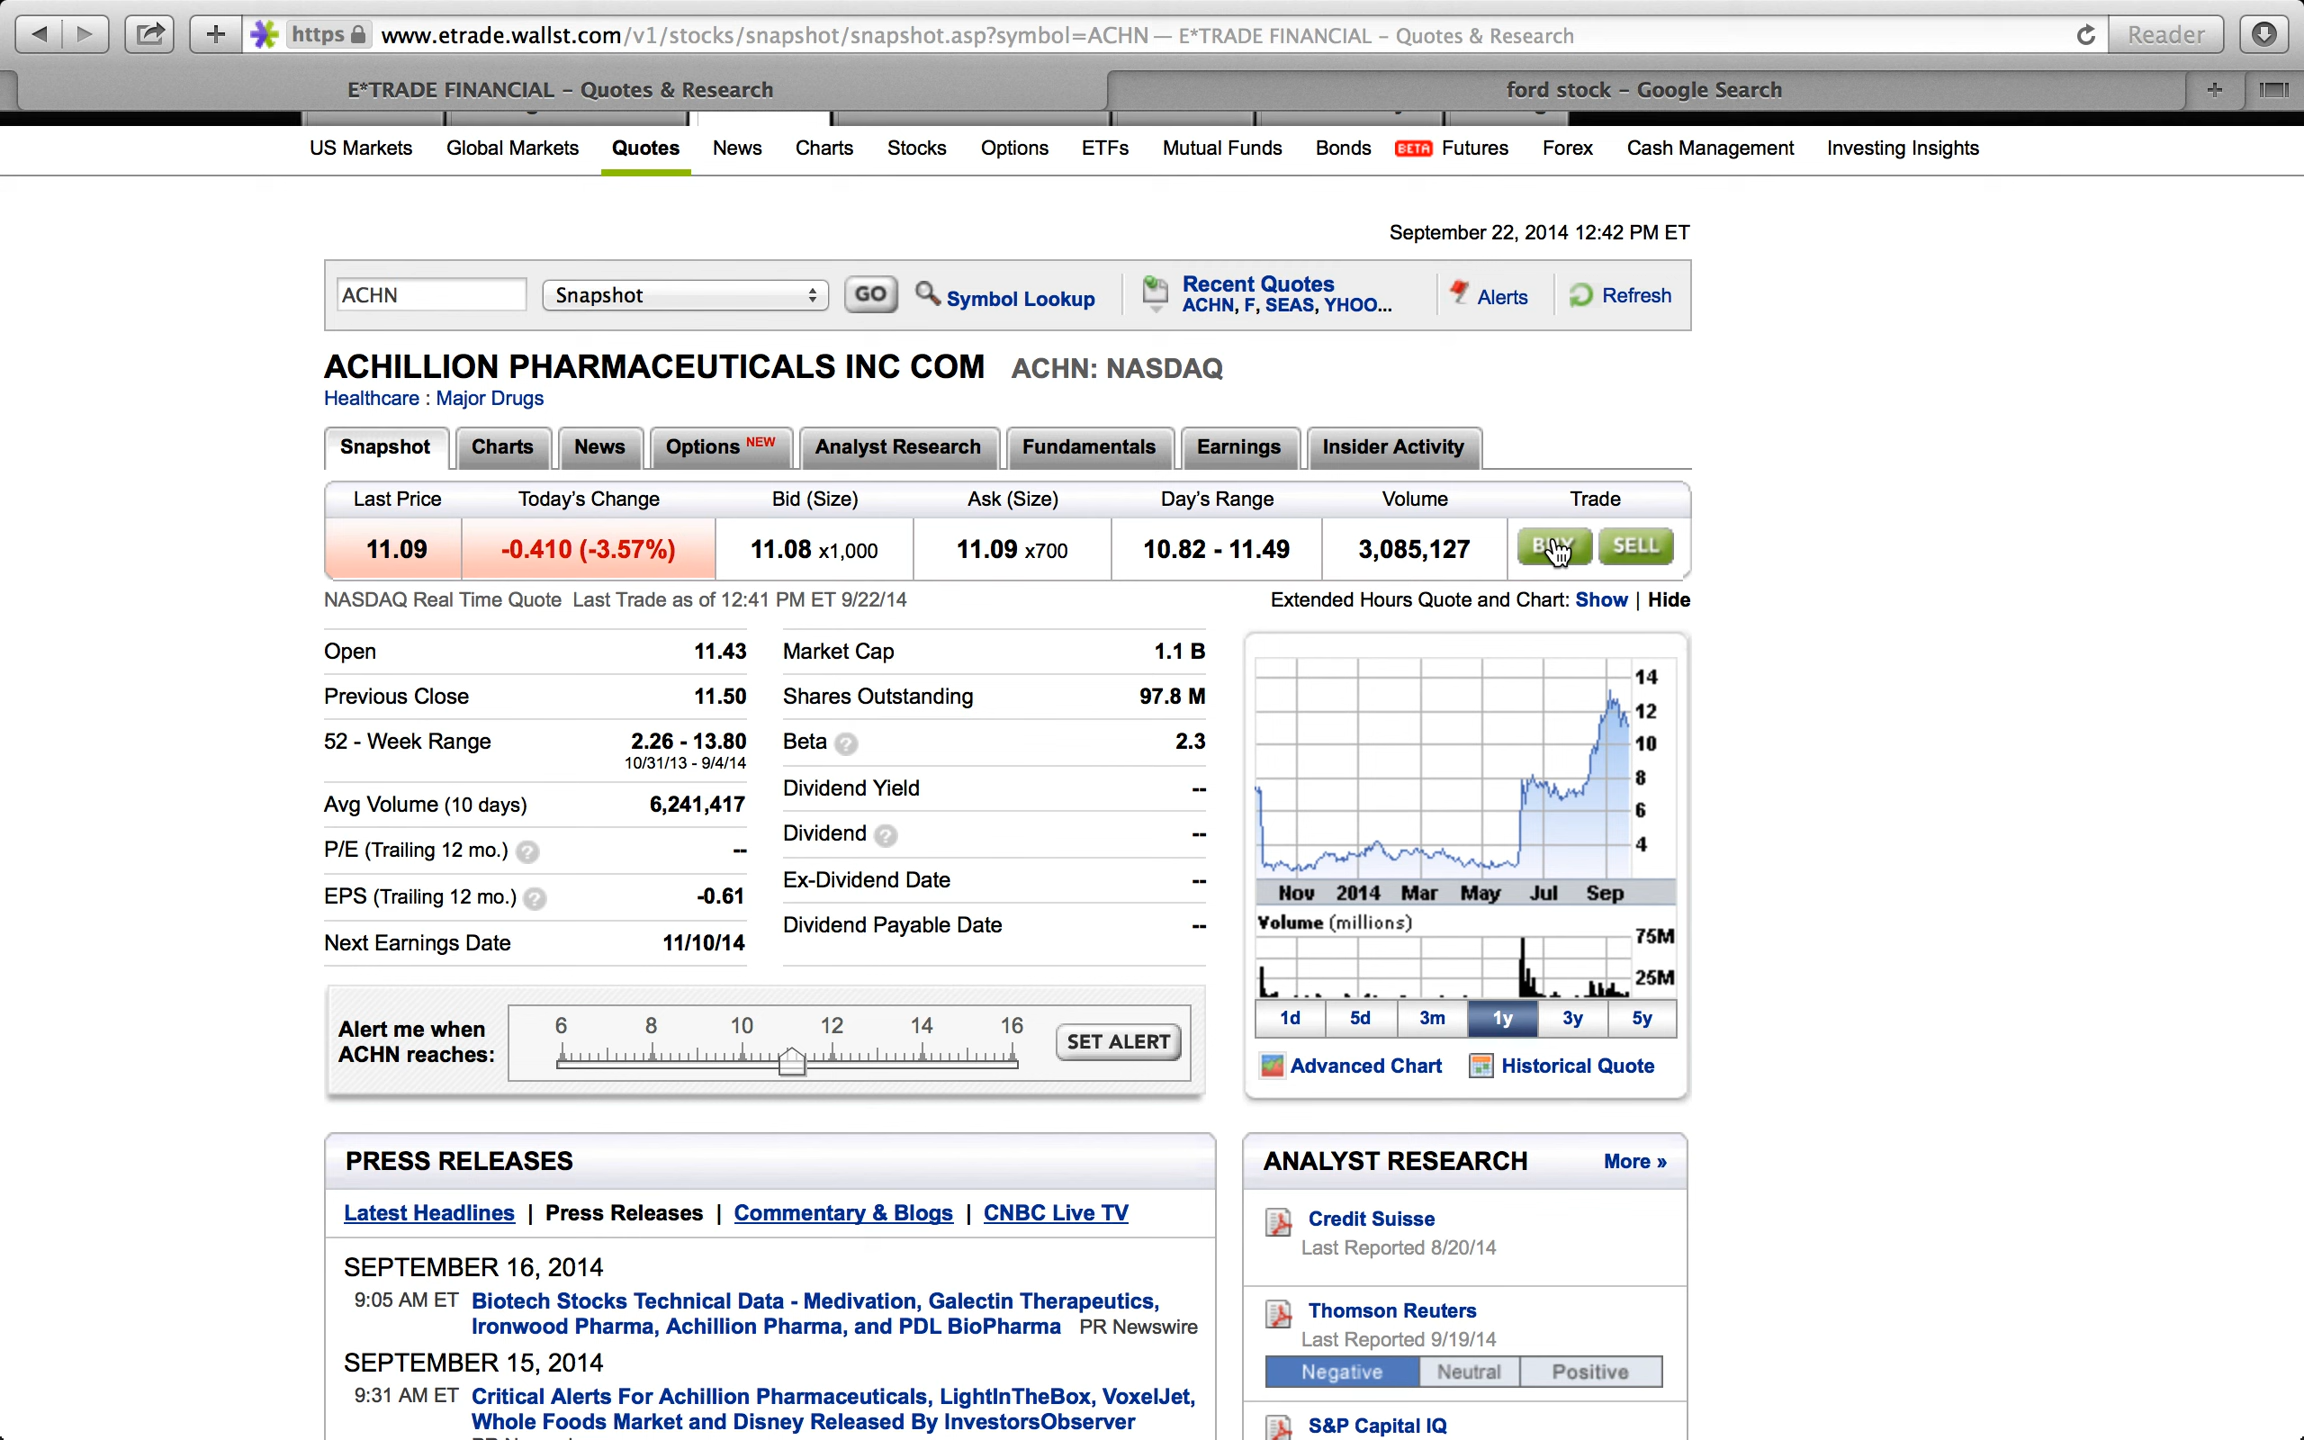 https www.etrade.wallst.com/v1/stocks/snapshot/snapshot.asp?symbol=ACHN — E*TRADE FINANCIAL – Quotes & Research Reader
E*TRADE FINANCIAL – Quotes & Research ford stock – Google Search
US Markets Global Markets Quotes News Charts Stocks Options ETFs Mutual Funds Bonds BETA Futures Forex Cash Management Investing Insights
September 22, 2014 12:42 PM ET
ACHN Snapshot GO Symbol Lookup Recent Quotes Alerts Refresh
ACHN, F, SEAS, YHOO...
ACHILLION PHARMACEUTICALS INC COM ACHN: NASDAQ
Healthcare : Major Drugs
Snapshot Charts News Options NEW Analyst Research Fundamentals Earnings Insider Activity
Last Price Today's Change Bid (Size) Ask (Size) Day's Range Volume Trade
11.09 -0.410 (-3.57%) 11.08 x1,000 11.09 x700 10.82 - 11.49 3,085,127 BUY SELL
NASDAQ Real Time Quote Last Trade as of 12:41 PM ET 9/22/14 Extended Hours Quote and Chart: Show | Hide
Open 11.43
Previous Close 11.50
52 - Week Range 2.26 - 13.80
10/31/13 - 9/4/14
Avg Volume (10 days) 6,241,417
P/E (Trailing 12 mo.) ? --
EPS (Trailing 12 mo.) ? -0.61
Next Earnings Date 11/10/14
Market Cap 1.1 B
Shares Outstanding 97.8 M
Beta ? 2.3
Dividend Yield --
Dividend ? --
Ex-Dividend Date --
Dividend Payable Date --
14
12
10
8
6
4
Nov 2014 Mar May Jul Sep
Volume (millions)
75M
25M
1d 5d 3m 1y 3y 5y
Advanced Chart Historical Quote
Alert me when
ACHN reaches:
6 8 10 12 14 16
SET ALERT
PRESS RELEASES
Latest Headlines | Press Releases | Commentary & Blogs | CNBC Live TV
SEPTEMBER 16, 2014
9:05 AM ET Biotech Stocks Technical Data - Medivation, Galectin Therapeutics,
Ironwood Pharma, Achillion Pharma, and PDL BioPharma PR Newswire
SEPTEMBER 15, 2014
9:31 AM ET Critical Alerts For Achillion Pharmaceuticals, LightInTheBox, VoxelJet,
Whole Foods Market and Disney Released By InvestorsObserver
ANALYST RESEARCH More »
Credit Suisse
Last Reported 8/20/14
Thomson Reuters
Last Reported 9/19/14
Negative Neutral Positive
S&P Capital IQ